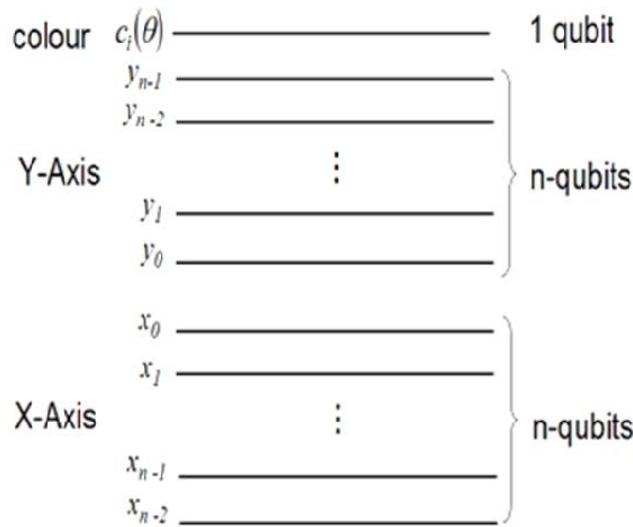 colour c_i(θ) 1 qubit
y_{n-1}
y_{n-2}
Y-Axis ⋮ n-qubits
y_1
y_0
x_0
x_1
X-Axis ⋮ n-qubits
x_{n-1}
x_{n-2}